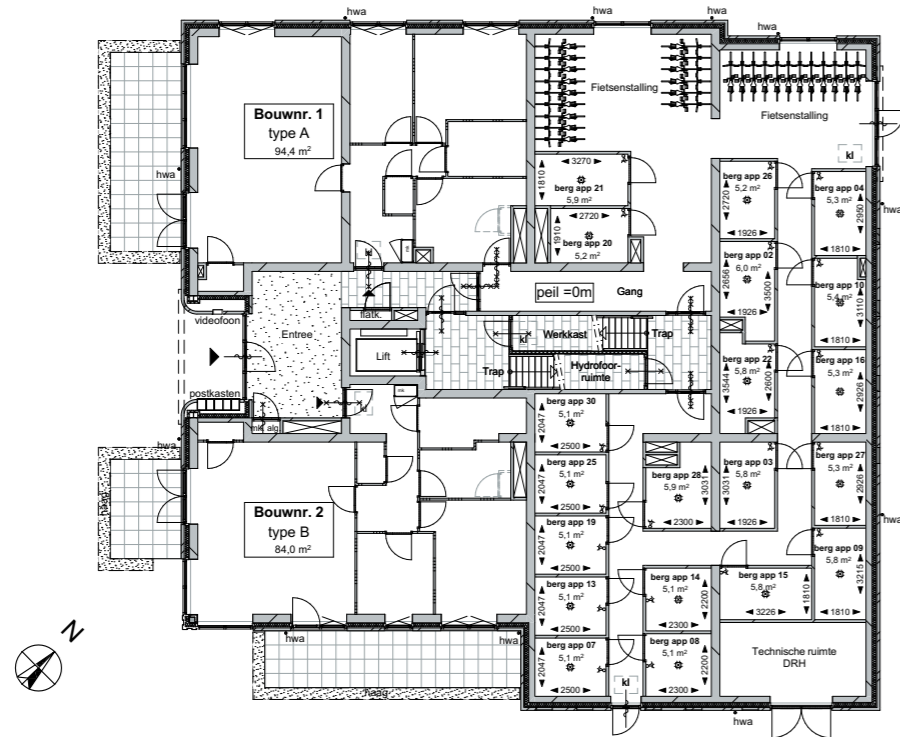 hwa
hwa
hwa
hwa
Bouwnr. 1
type A
94,4 m²
Fietsenstalling
Fietsenstalling
kl
hwa
hwa
3270
1810
berg app 21
5,9 m²
2720
1910
berg app 20
5,2 m²
berg app 26
5,2 m²
2720
1926
berg app 04
5,3 m²
2950
1810
berg app 02
6,0 m²
2656
3500
1926
berg app 10
5,4 m²
3110
1810
kl
mk
peil =0m
Gang
flatk.
videofoon
Entree
Lift
Werkkast
kl
Trap
Trap
Hydrofoor-
ruimte
berg app 22
5,8 m²
3544
2600
1926
berg app 16
5,3 m²
2926
1810
postkasten
mk
kl
mk alg.
hwa
hwa
berg app 30
5,1 m²
2047
2500
Bouwnr. 2
type B
84,0 m²
haag
berg app 25
5,1 m²
2047
2500
berg app 28
5,9 m²
3031
2300
berg app 03
5,8 m²
3031
1926
berg app 27
5,3 m²
2926
1810
hwa
berg app 19
5,1 m²
2047
2500
berg app 09
5,8 m²
3215
1810
berg app 13
5,1 m²
2047
2500
berg app 14
5,1 m²
2200
2300
berg app 15
5,8 m²
1810
3226
N
hwa
hwa
berg app 07
5,1 m²
2047
2500
kl
berg app 08
5,1 m²
2200
2300
Technische ruimte
DRH
haag
hwa
hwa